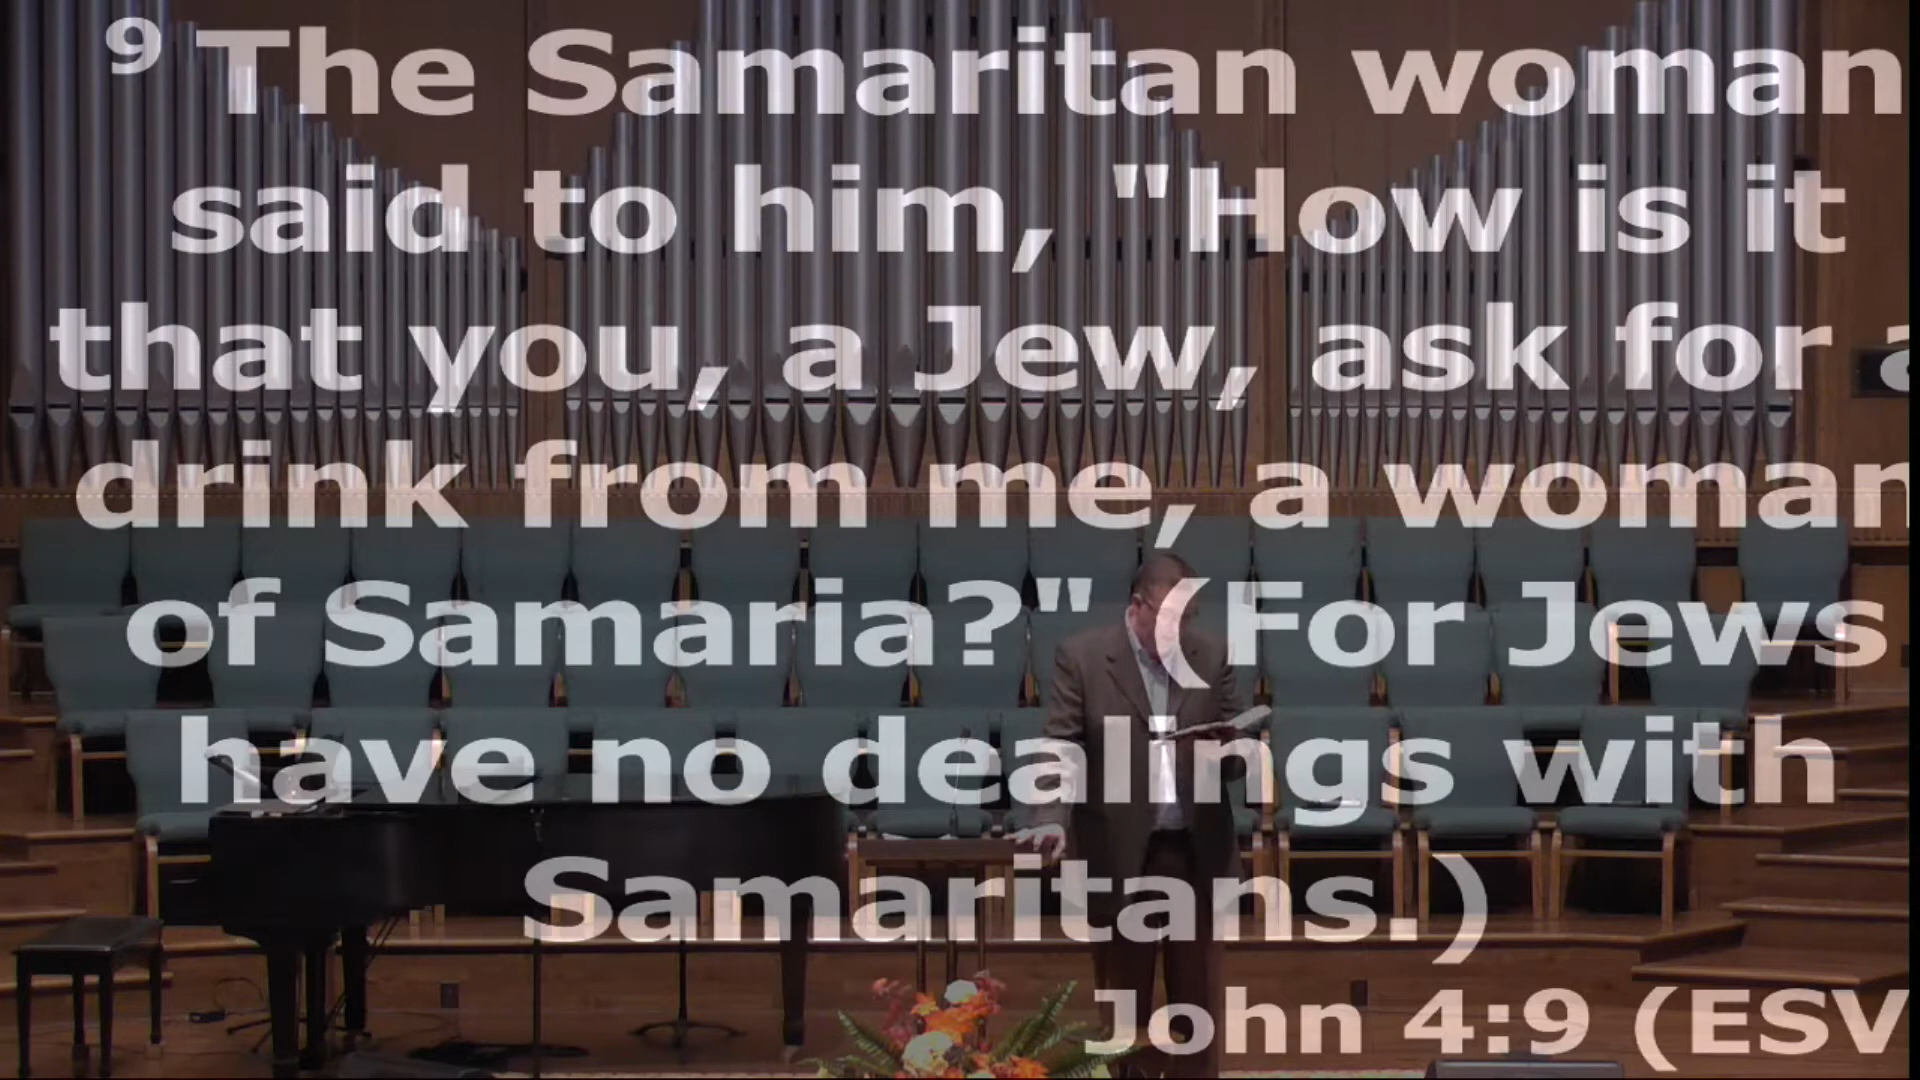 9 The Samaritan woman
said to him, "How is it
that you, a Jew, ask for a
drink from me, a woman
of Samaria?" (For Jews
have no dealings with
Samaritans.)
John 4:9 (ESV